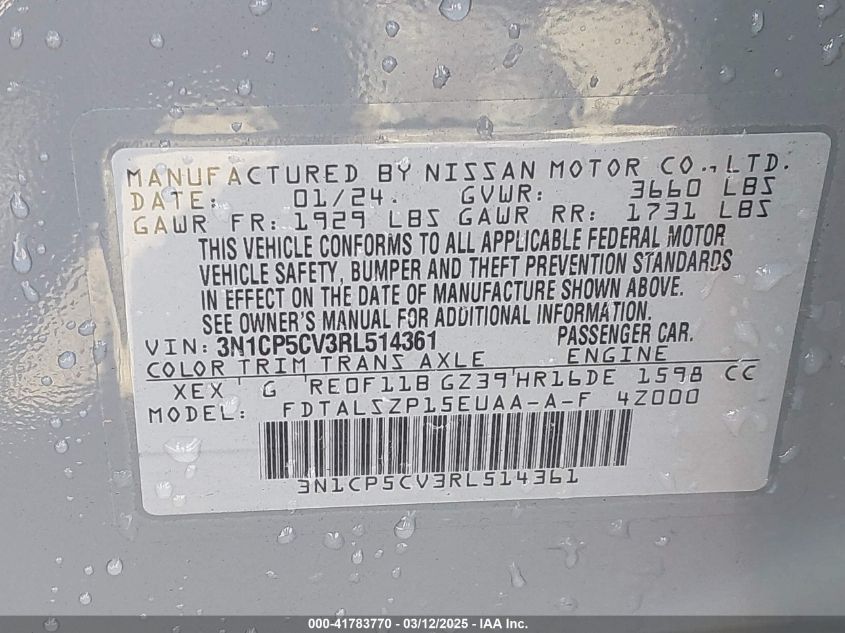 MANUFACTURED BY NISSAN MOTOR CO., LTD.
DATE: 01/24. GVWR: 3660 LBS
GAWR FR: 1929 LBS GAWR RR: 1731 LBS
THIS VEHICLE CONFORMS TO ALL APPLICABLE FEDERAL MOTOR
VEHICLE SAFETY, BUMPER AND THEFT PREVENTION STANDARDS
IN EFFECT ON THE DATE OF MANUFACTURE SHOWN ABOVE.
SEE OWNER'S MANUAL FOR ADDITIONAL INFORMATION.
VIN: 3N1CP5CV3RL514361 PASSENGER CAR.
COLOR TRIM TRANS AXLE ENGINE
XEX G RE0F11B GZ39 HR16DE 1598 CC
MODEL: FDTALSZP15EUAA-A-F 4Z000
3N1CP5CV3RL514361
000-41783770 - 03/12/2025 - IAA Inc.